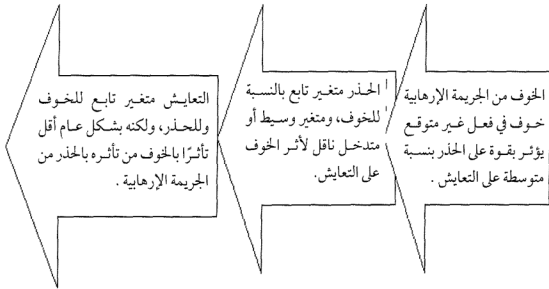 الخوف من الجريمة الإرهابية
خوف في فعل غير متوقع
يؤثر بقوة على الحذر بنسبة
متوسطة على التعايش .
الحذر متغير تابع بالنسبة
للخوف، ومتغير وسيط أو
متدخل ناقل لأثر الخوف
على التعايش.
التعايش متغير تابع للخوف
وللحذر، ولكنه بشكل عام أقل
تأثرًا بالخوف من تأثره بالحذر من
الجريمة الإرهابية .